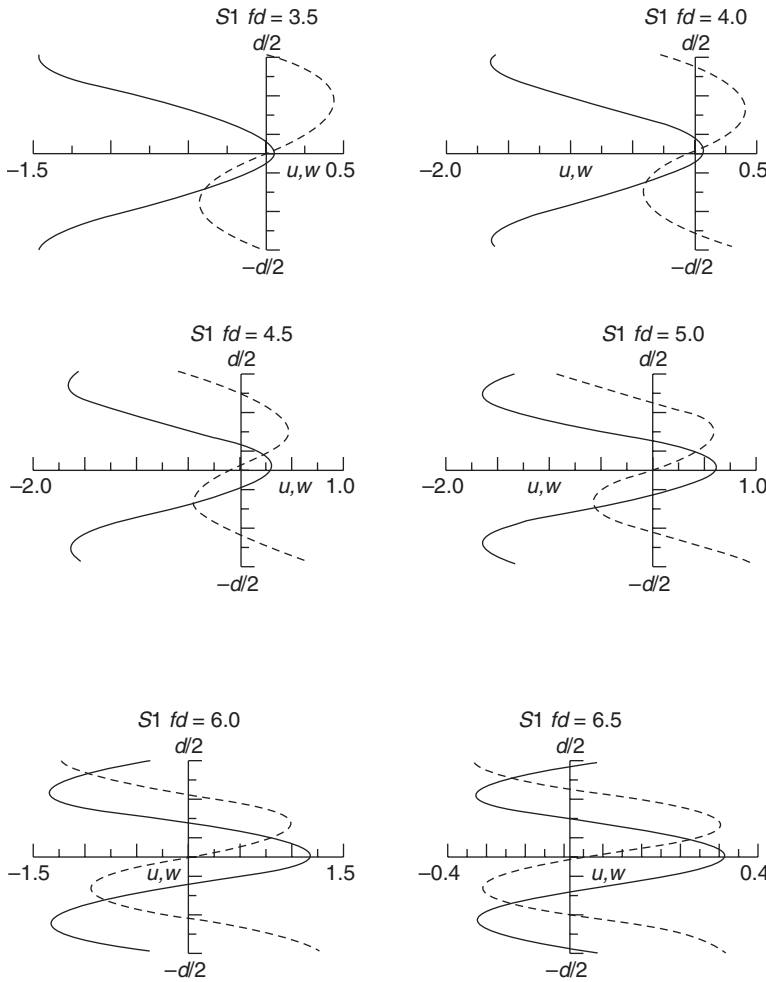 S1 fd = 3.5
d/2
–1.5
u,w
0.5
–d/2
S1 fd = 4.0
d/2
–2.0
u,w
0.5
–d/2
S1 fd = 4.5
d/2
–2.0
u,w
1.0
–d/2
S1 fd = 5.0
d/2
–2.0
u,w
1.0
–d/2
S1 fd = 6.0
d/2
–1.5
u,w
1.5
–d/2
S1 fd = 6.5
d/2
–0.4
u,w
0.4
–d/2